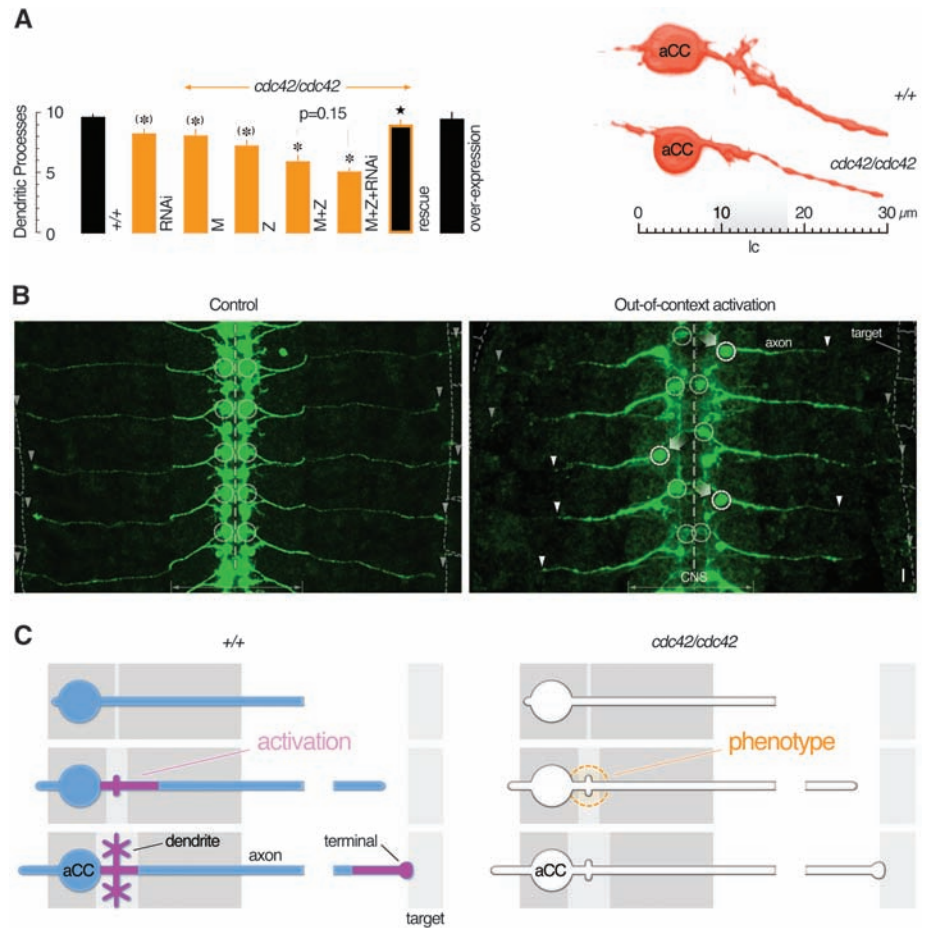 A
cdc42/cdc42
p=0.15
Dendritic Processes
10
5
0
(*)
(*)
(*)
*
*
★
+/+
RNAi
M
Z
M+Z
M+Z+RNAi
rescue
over-expression
aCC
+/+
aCC
cdc42/cdc42
0 10 20 30 μm
lc
B
Control
Out-of-context activation
axon
target
CNS
C
+/+
cdc42/cdc42
activation
phenotype
dendrite
terminal
aCC
axon
target
aCC